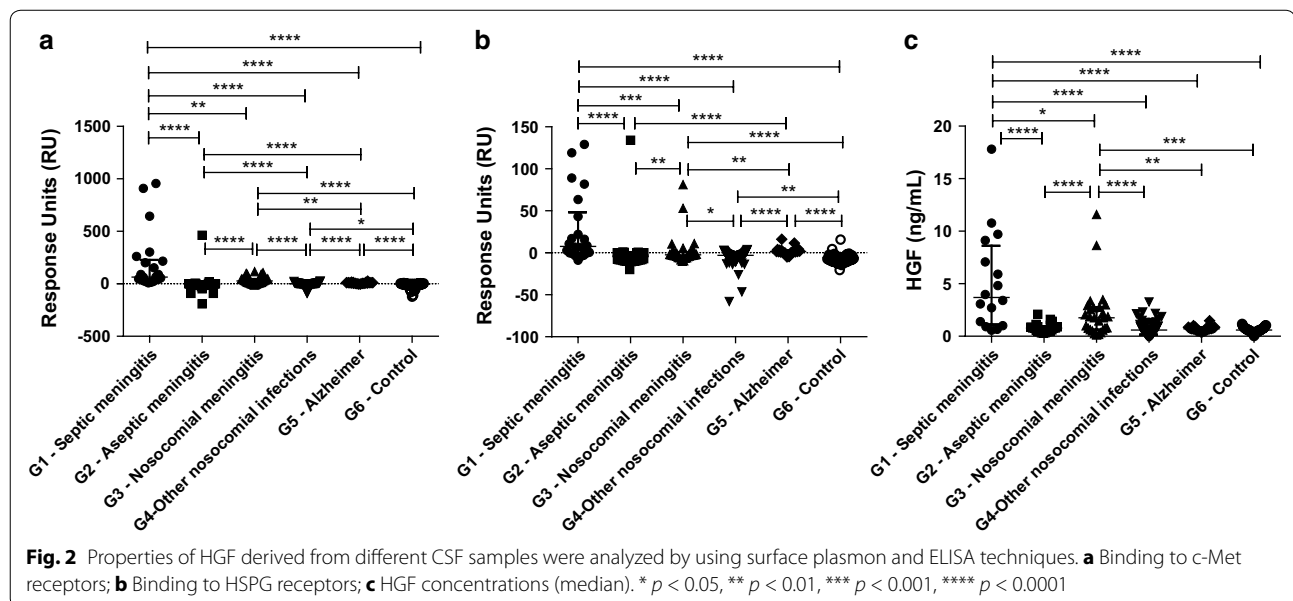 a
****
****
****
**
****
****
****
****
**
*
****
****
****
****
Response Units (RU)
1500
1000
500
0
-500
G1 - Septic meningitis
G2 - Aseptic meningitis
G3 - Nosocomial meningitis
G4-Other nosocomial infections
G5 - Alzheimer
G6 - Control
b
****
****
***
****
****
****
**
**
**
*
****
****
Response Units (RU)
150
100
50
0
-50
-100
G1 - Septic meningitis
G2 - Aseptic meningitis
G3 - Nosocomial meningitis
G4-Other nosocomial infections
G5 - Alzheimer
G6 - Control
c
****
****
****
*
****
***
**
****
****
HGF (ng/mL)
20
15
10
5
0
G1 - Septic meningitis
G2 - Aseptic meningitis
G3 - Nosocomial meningitis
G4-Other nosocomial infections
G5 - Alzheimer
G6 - Control
Fig. 2 Properties of HGF derived from different CSF samples were analyzed by using surface plasmon and ELISA techniques. a Binding to c-Met
receptors; b Binding to HSPG receptors; c HGF concentrations (median). * p < 0.05, ** p < 0.01, *** p < 0.001, **** p < 0.0001